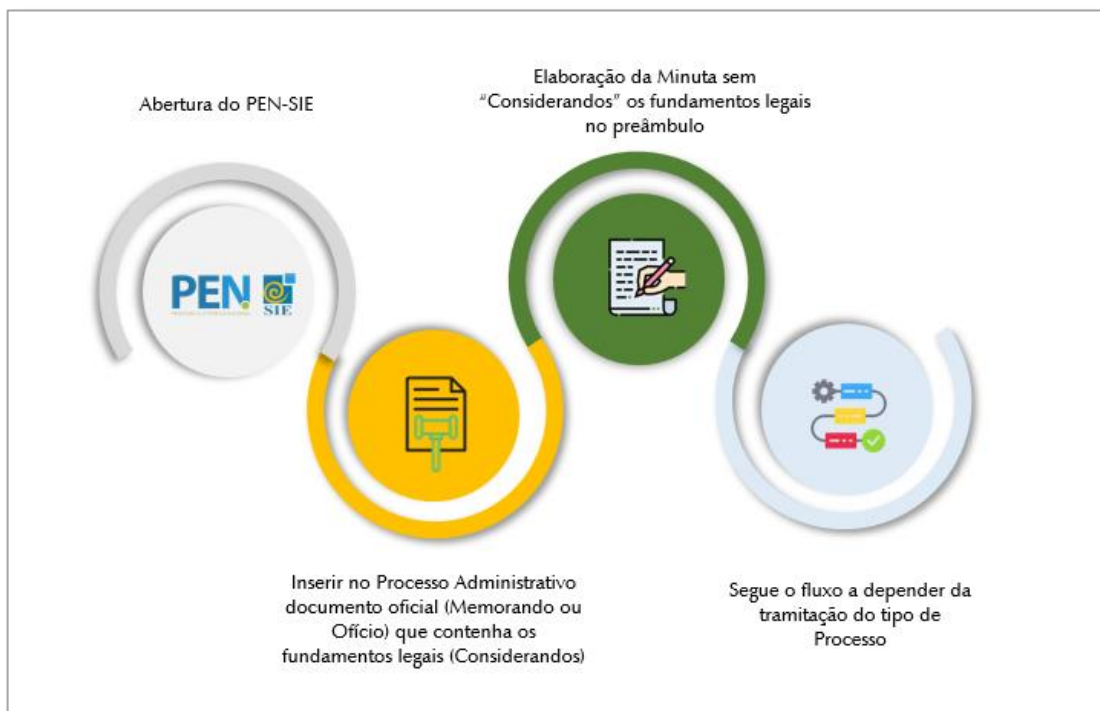 Abertura do PEN-SIE
PEN
SIE
Inserir no Processo Administrativo
documento oficial (Memorando ou
Ofício) que contenha os
fundamentos legais (Considerandos)
Elaboração da Minuta sem
“Considerandos” os fundamentos legais
no preâmbulo
Segue o fluxo a depender da
tramitação do tipo de
Processo